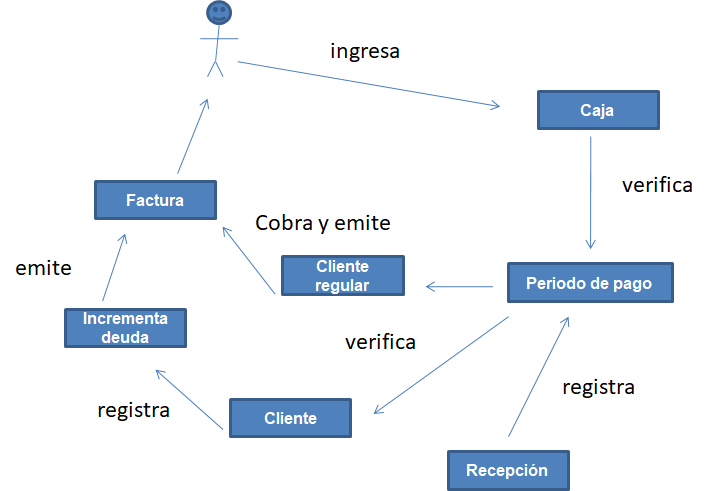 ingresa
Caja
verifica
Factura
Cobra y emite
emite
Cliente
regular
Periodo de pago
Incrementa
deuda
verifica
registra
registra
Cliente
Recepción